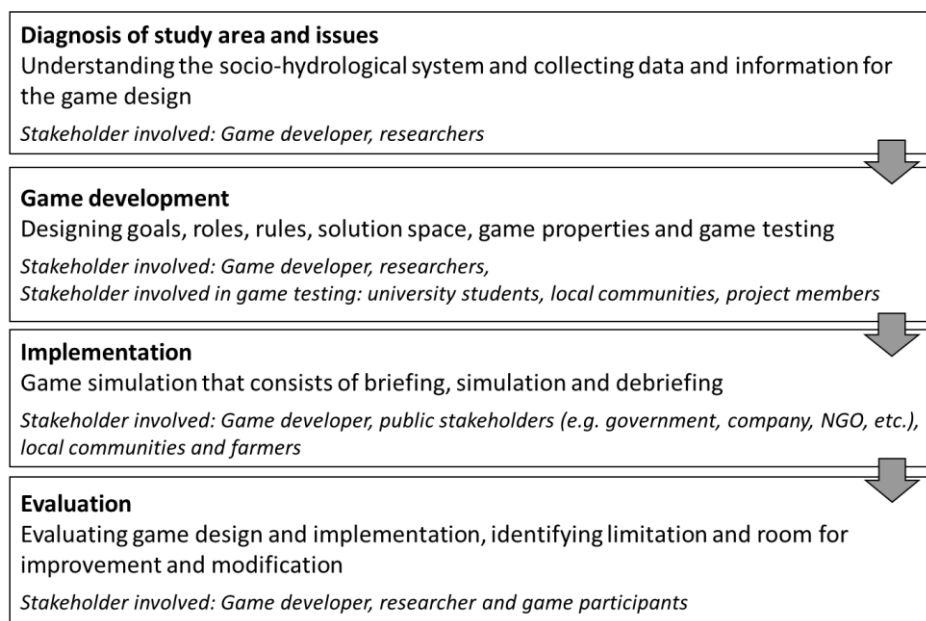 Diagnosis of study area and issues
Understanding the socio-hydrological system and collecting data and information for
the game design
Stakeholder involved: Game developer, researchers
Game development
Designing goals, roles, rules, solution space, game properties and game testing
Stakeholder involved: Game developer, researchers,
Stakeholder involved in game testing: university students, local communities, project members
Implementation
Game simulation that consists of briefing, simulation and debriefing
Stakeholder involved: Game developer, public stakeholders (e.g. government, company, NGO, etc.),
local communities and farmers
Evaluation
Evaluating game design and implementation, identifying limitation and room for
improvement and modification
Stakeholder involved: Game developer, researcher and game participants